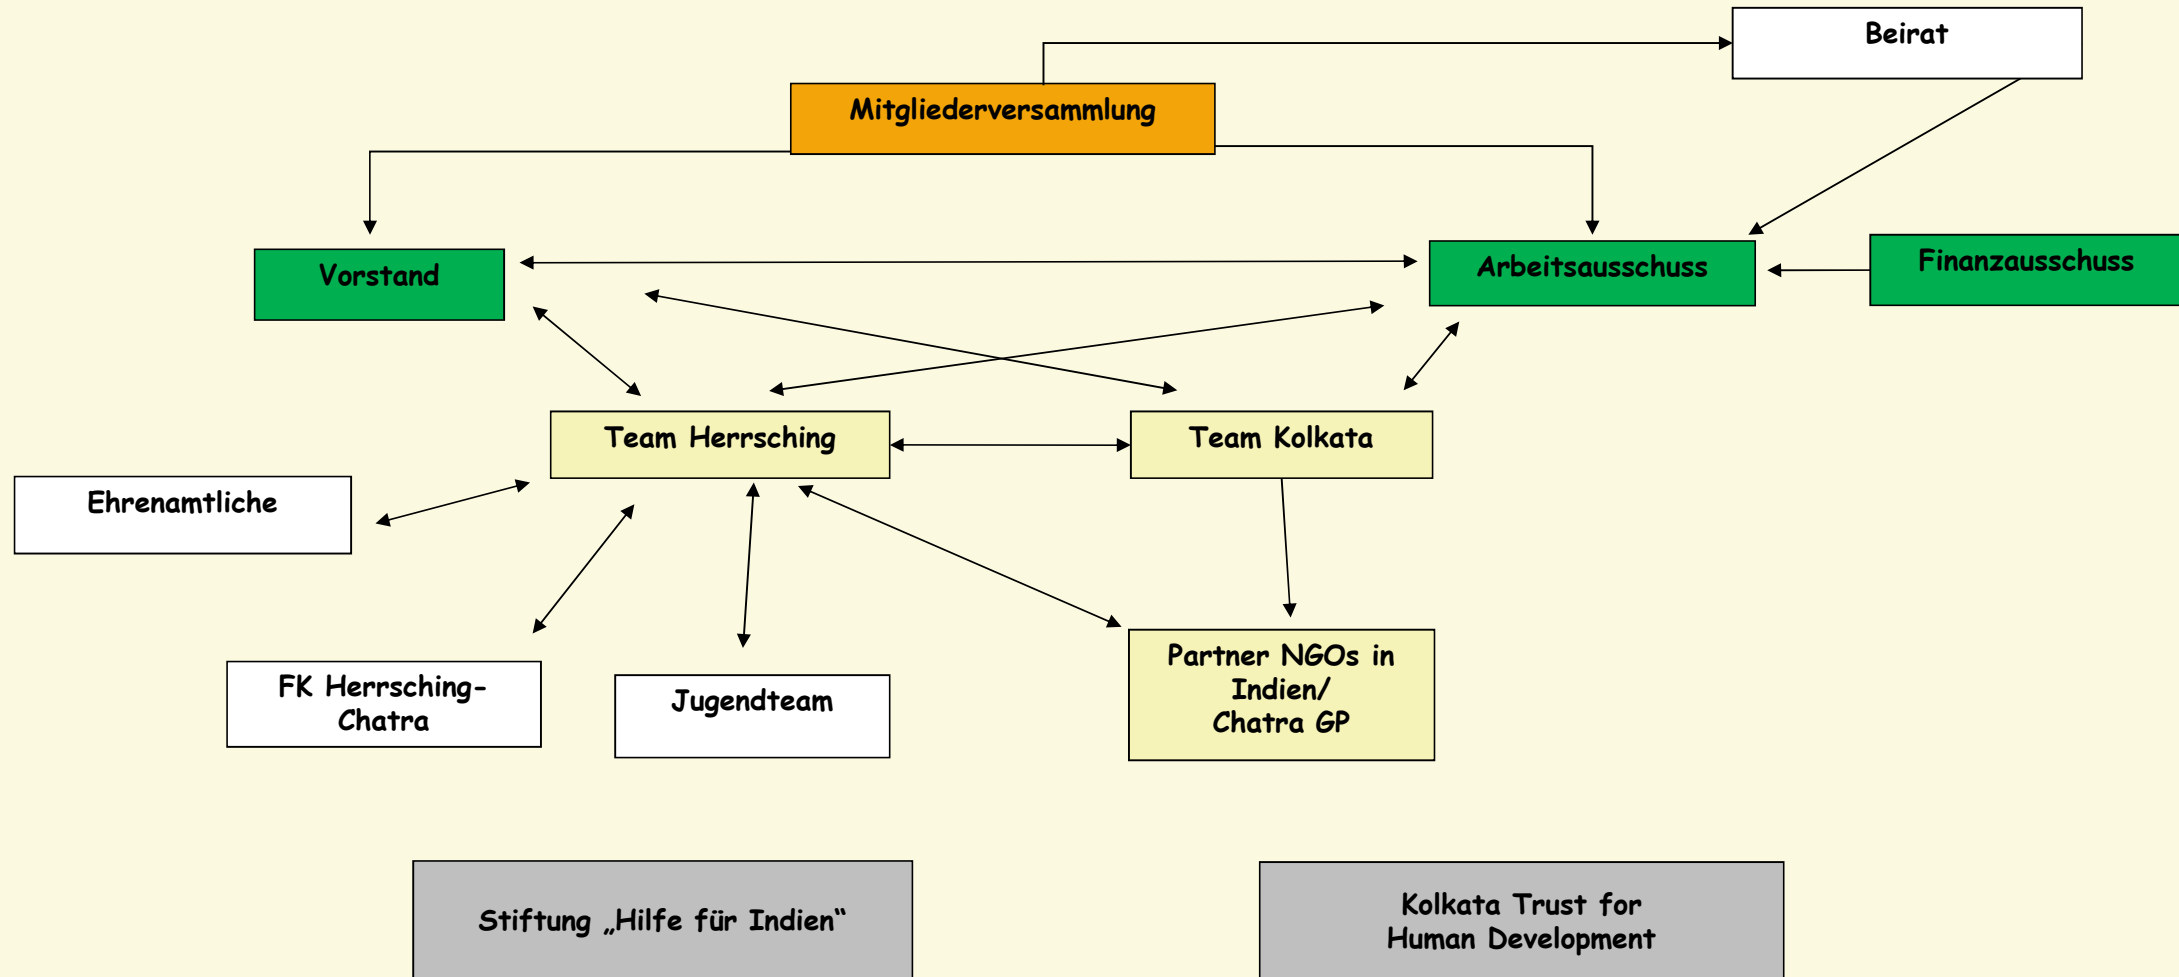 Beirat
Mitgliederversammlung
Vorstand
Arbeitsausschuss
Finanzausschuss
Team Herrsching
Team Kolkata
Ehrenamtliche
FK Herrsching-
Chatra
Jugendteam
Partner NGOs in
Indien/
Chatra GP
Stiftung „Hilfe für Indien“
Kolkata Trust for
Human Development